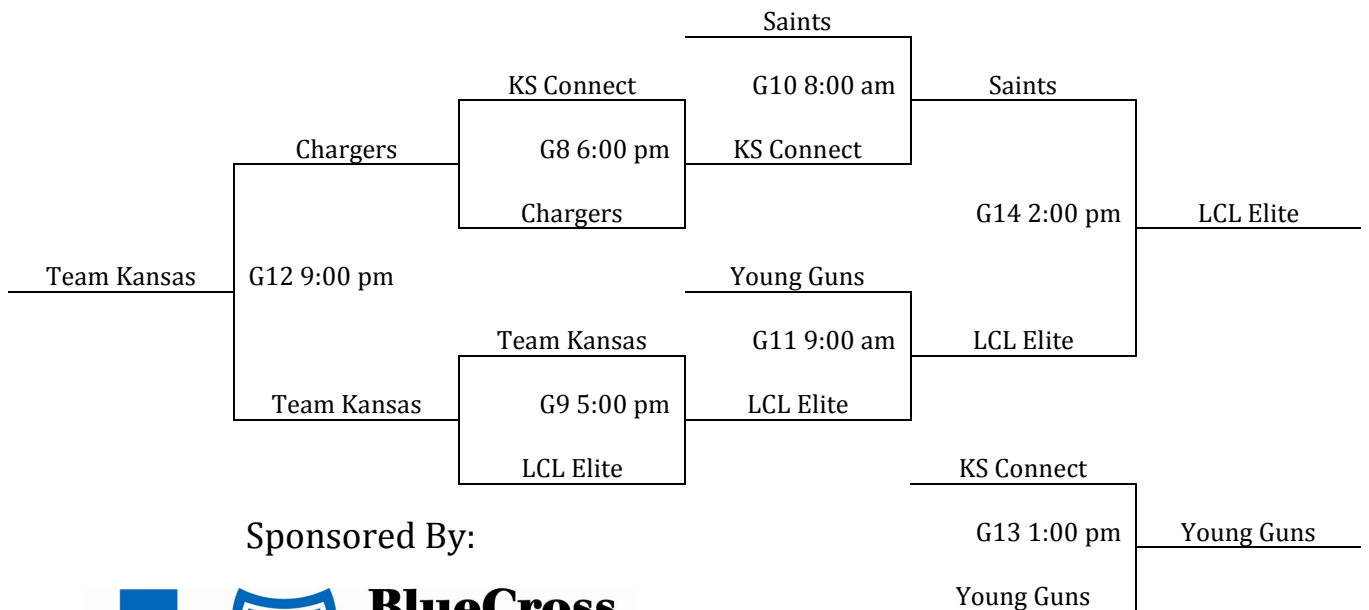 Saints
KS Connect
G10 8:00 am
Saints
Chargers
G8 6:00 pm
KS Connect
Chargers
G14 2:00 pm
LCL Elite
Team Kansas
G12 9:00 pm
Young Guns
Team Kansas
G11 9:00 am
LCL Elite
Team Kansas
G9 5:00 pm
LCL Elite
LCL Elite
KS Connect
Sponsored By:
G13 1:00 pm
Young Guns
BlueCross
Young Guns